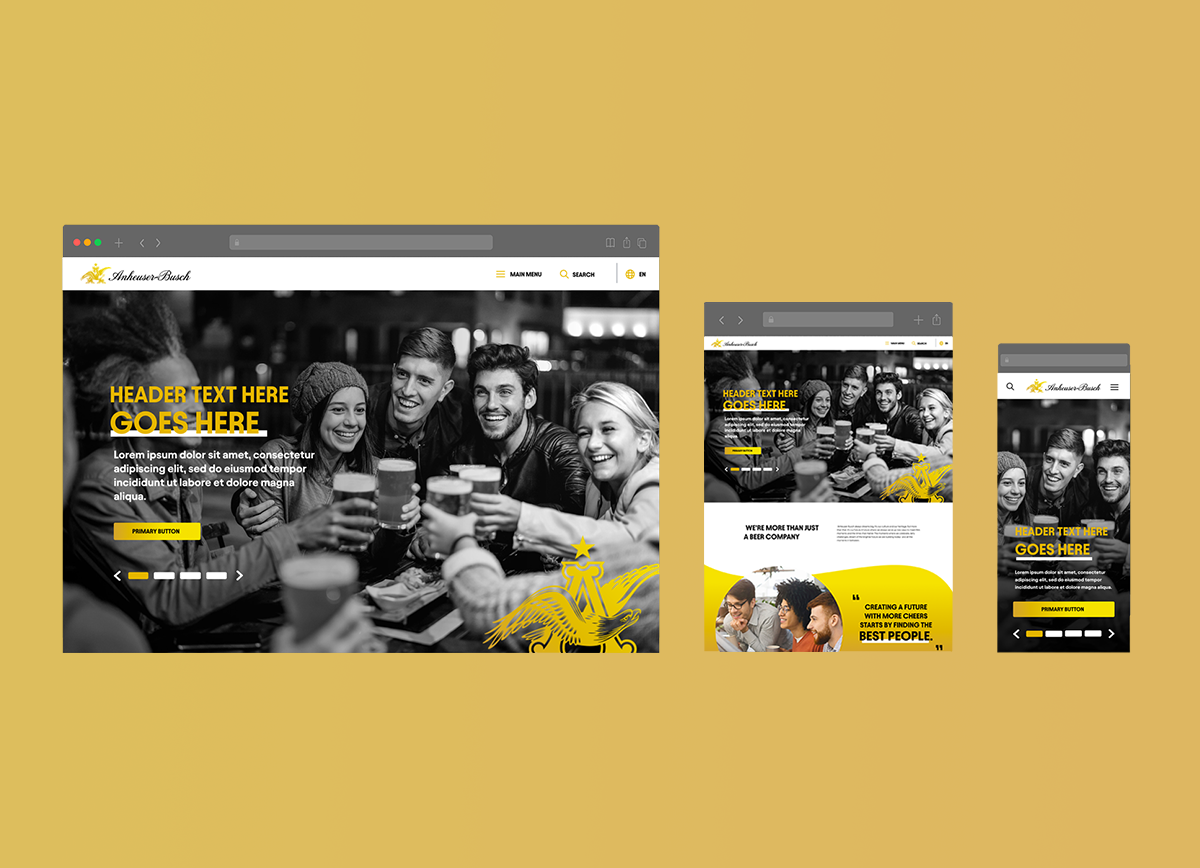 Anheuser-Busch
MAIN MENU
SEARCH
EN
HEADER TEXT HERE
GOES HERE
Lorem ipsum dolor sit amet, consectetur
adipiscing elit, sed do eiusmod tempor
incididunt ut labore et dolore magna
aliqua.
PRIMARY BUTTON
A
Anheuser-Busch
MAIN MENU
SEARCH
EN
HEADER TEXT HERE
GOES HERE
Lorem ipsum dolor sit amet, consectetur
adipiscing elit, sed do eiusmod tempor
incididunt ut labore et dolore magna
aliqua.
PRIMARY BUTTON
WE'RE MORE THAN JUST
A BEER COMPANY
“
CREATING A FUTURE
WITH MORE CHEERS
STARTS BY FINDING THE
BEST PEOPLE.
"
Anheuser-Busch
HEADER TEXT HERE
GOES HERE
Lorem ipsum dolor sit amet, consectetur
adipiscing elit, sed do eiusmod tempor
incididunt ut labore et dolore magna aliqua.
PRIMARY BUTTON